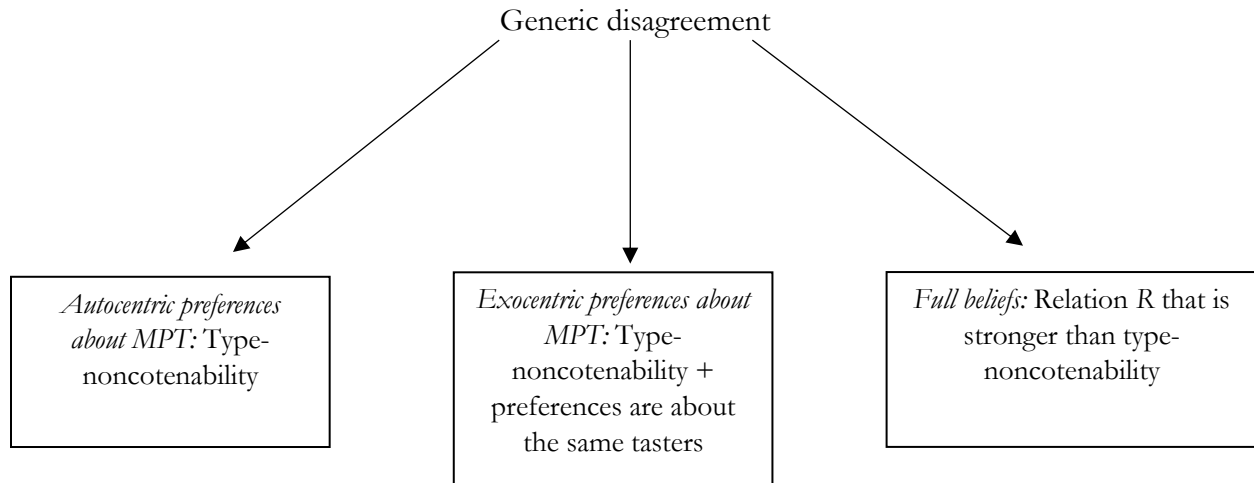 Generic disagreement
Autocentric preferences
about MPT: Type-
noncotenability
Exocentric preferences about
MPT: Type-
noncotenability +
preferences are about
the same tasters
Full beliefs: Relation R that is
stronger than type-
noncotenability